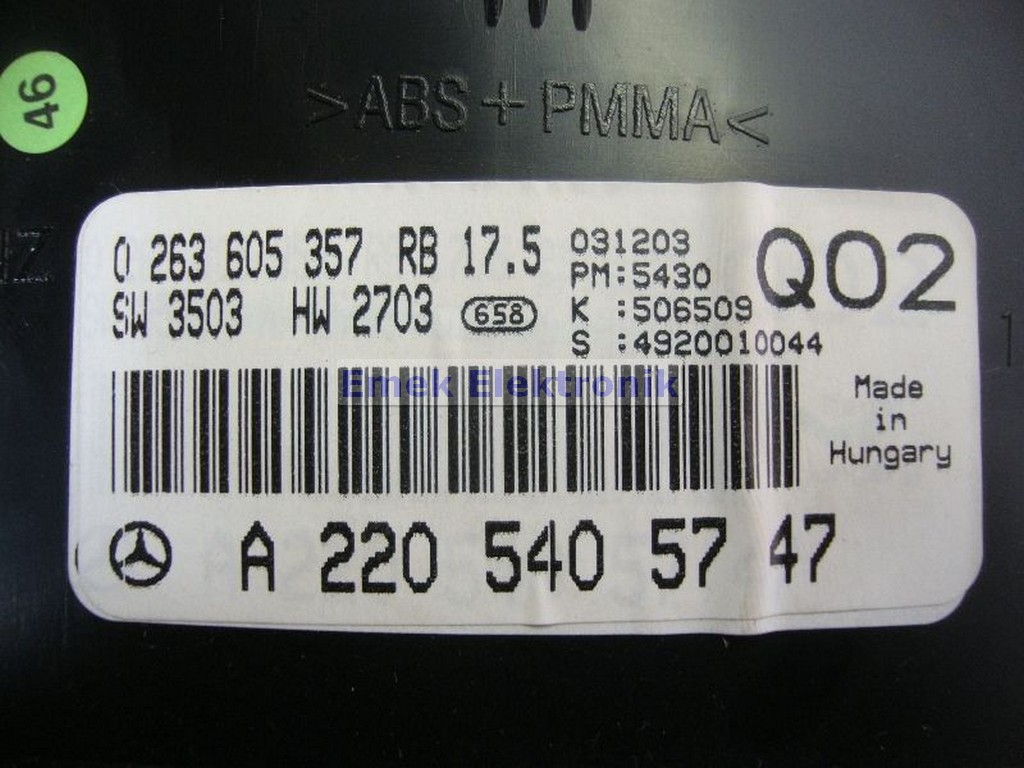 46
>ABS+PMMA<
0 263 605 357 RB 17.5
SW 3503 HW 2703 658
031203
PM:5430
K :506509
S :4920010044
Q02
Emek Elektronik
Made
in
Hungary
A 220 540 57 47
1